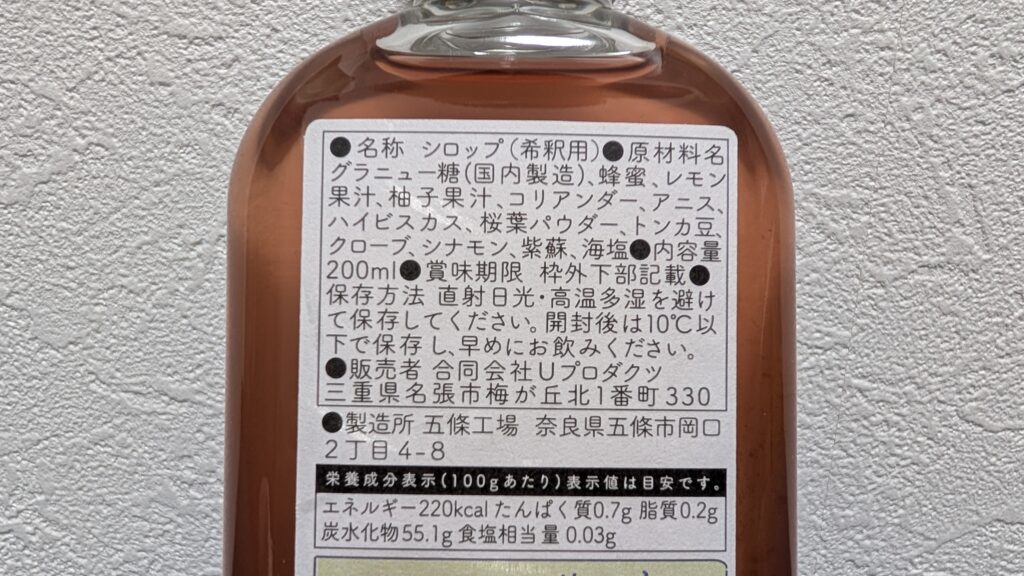 ●名称 シロップ(希釈用)●原材料名
グラニュー糖(国内製造)、蜂蜜、レモン
果汁、柚子果汁、コリアンダー、アニス、
ハイビスカス、桜葉パウダー、トンカ豆、
クローブ、シナモン、紫蘇、海塩●内容量
200ml●賞味期限 枠外下部記載●
保存方法 直射日光・高温多湿を避け
て保存してください。開封後は10℃以
下で保存し、早めにお飲みください。
●販売者 合同会社Uプロダクツ
三重県名張市梅が丘北1番町330
●製造所 五條工場 奈良県五條市岡口
2丁目4-8
栄養成分表示(100gあたり)表示値は目安です。
エネルギー220kcal たんぱく質0.7g 脂質0.2g
炭水化物55.1g 食塩相当量 0.03g